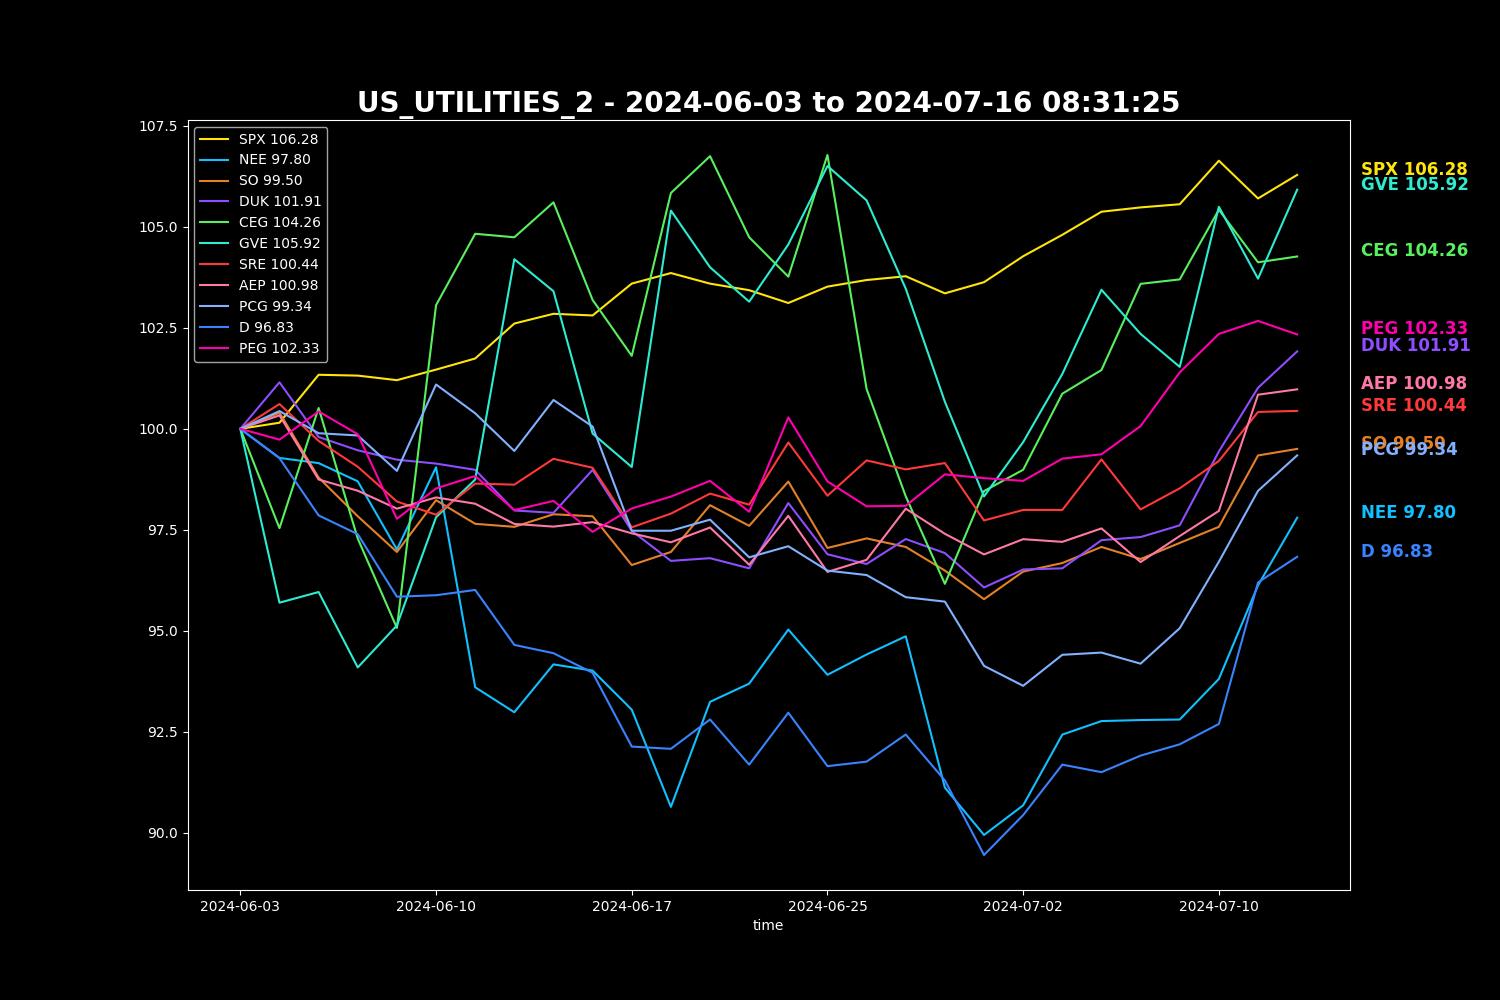 US_UTILITIES_2 - 2024-06-03 to 2024-07-16 08:31:25
107.5
105.0
102.5
100.0
97.5
95.0
92.5
90.0
SPX 106.28
NEE 97.80
SO 99.50
DUK 101.91
CEG 104.26
GVE 105.92
SRE 100.44
AEP 100.98
PCG 99.34
D 96.83
PEG 102.33
SPX 106.28
GVE 105.92
CEG 104.26
PEG 102.33
DUK 101.91
AEP 100.98
SRE 100.44
SO 99.50
PCG 99.34
NEE 97.80
D 96.83
2024-06-03
2024-06-10
2024-06-17
2024-06-25
2024-07-02
2024-07-10
time